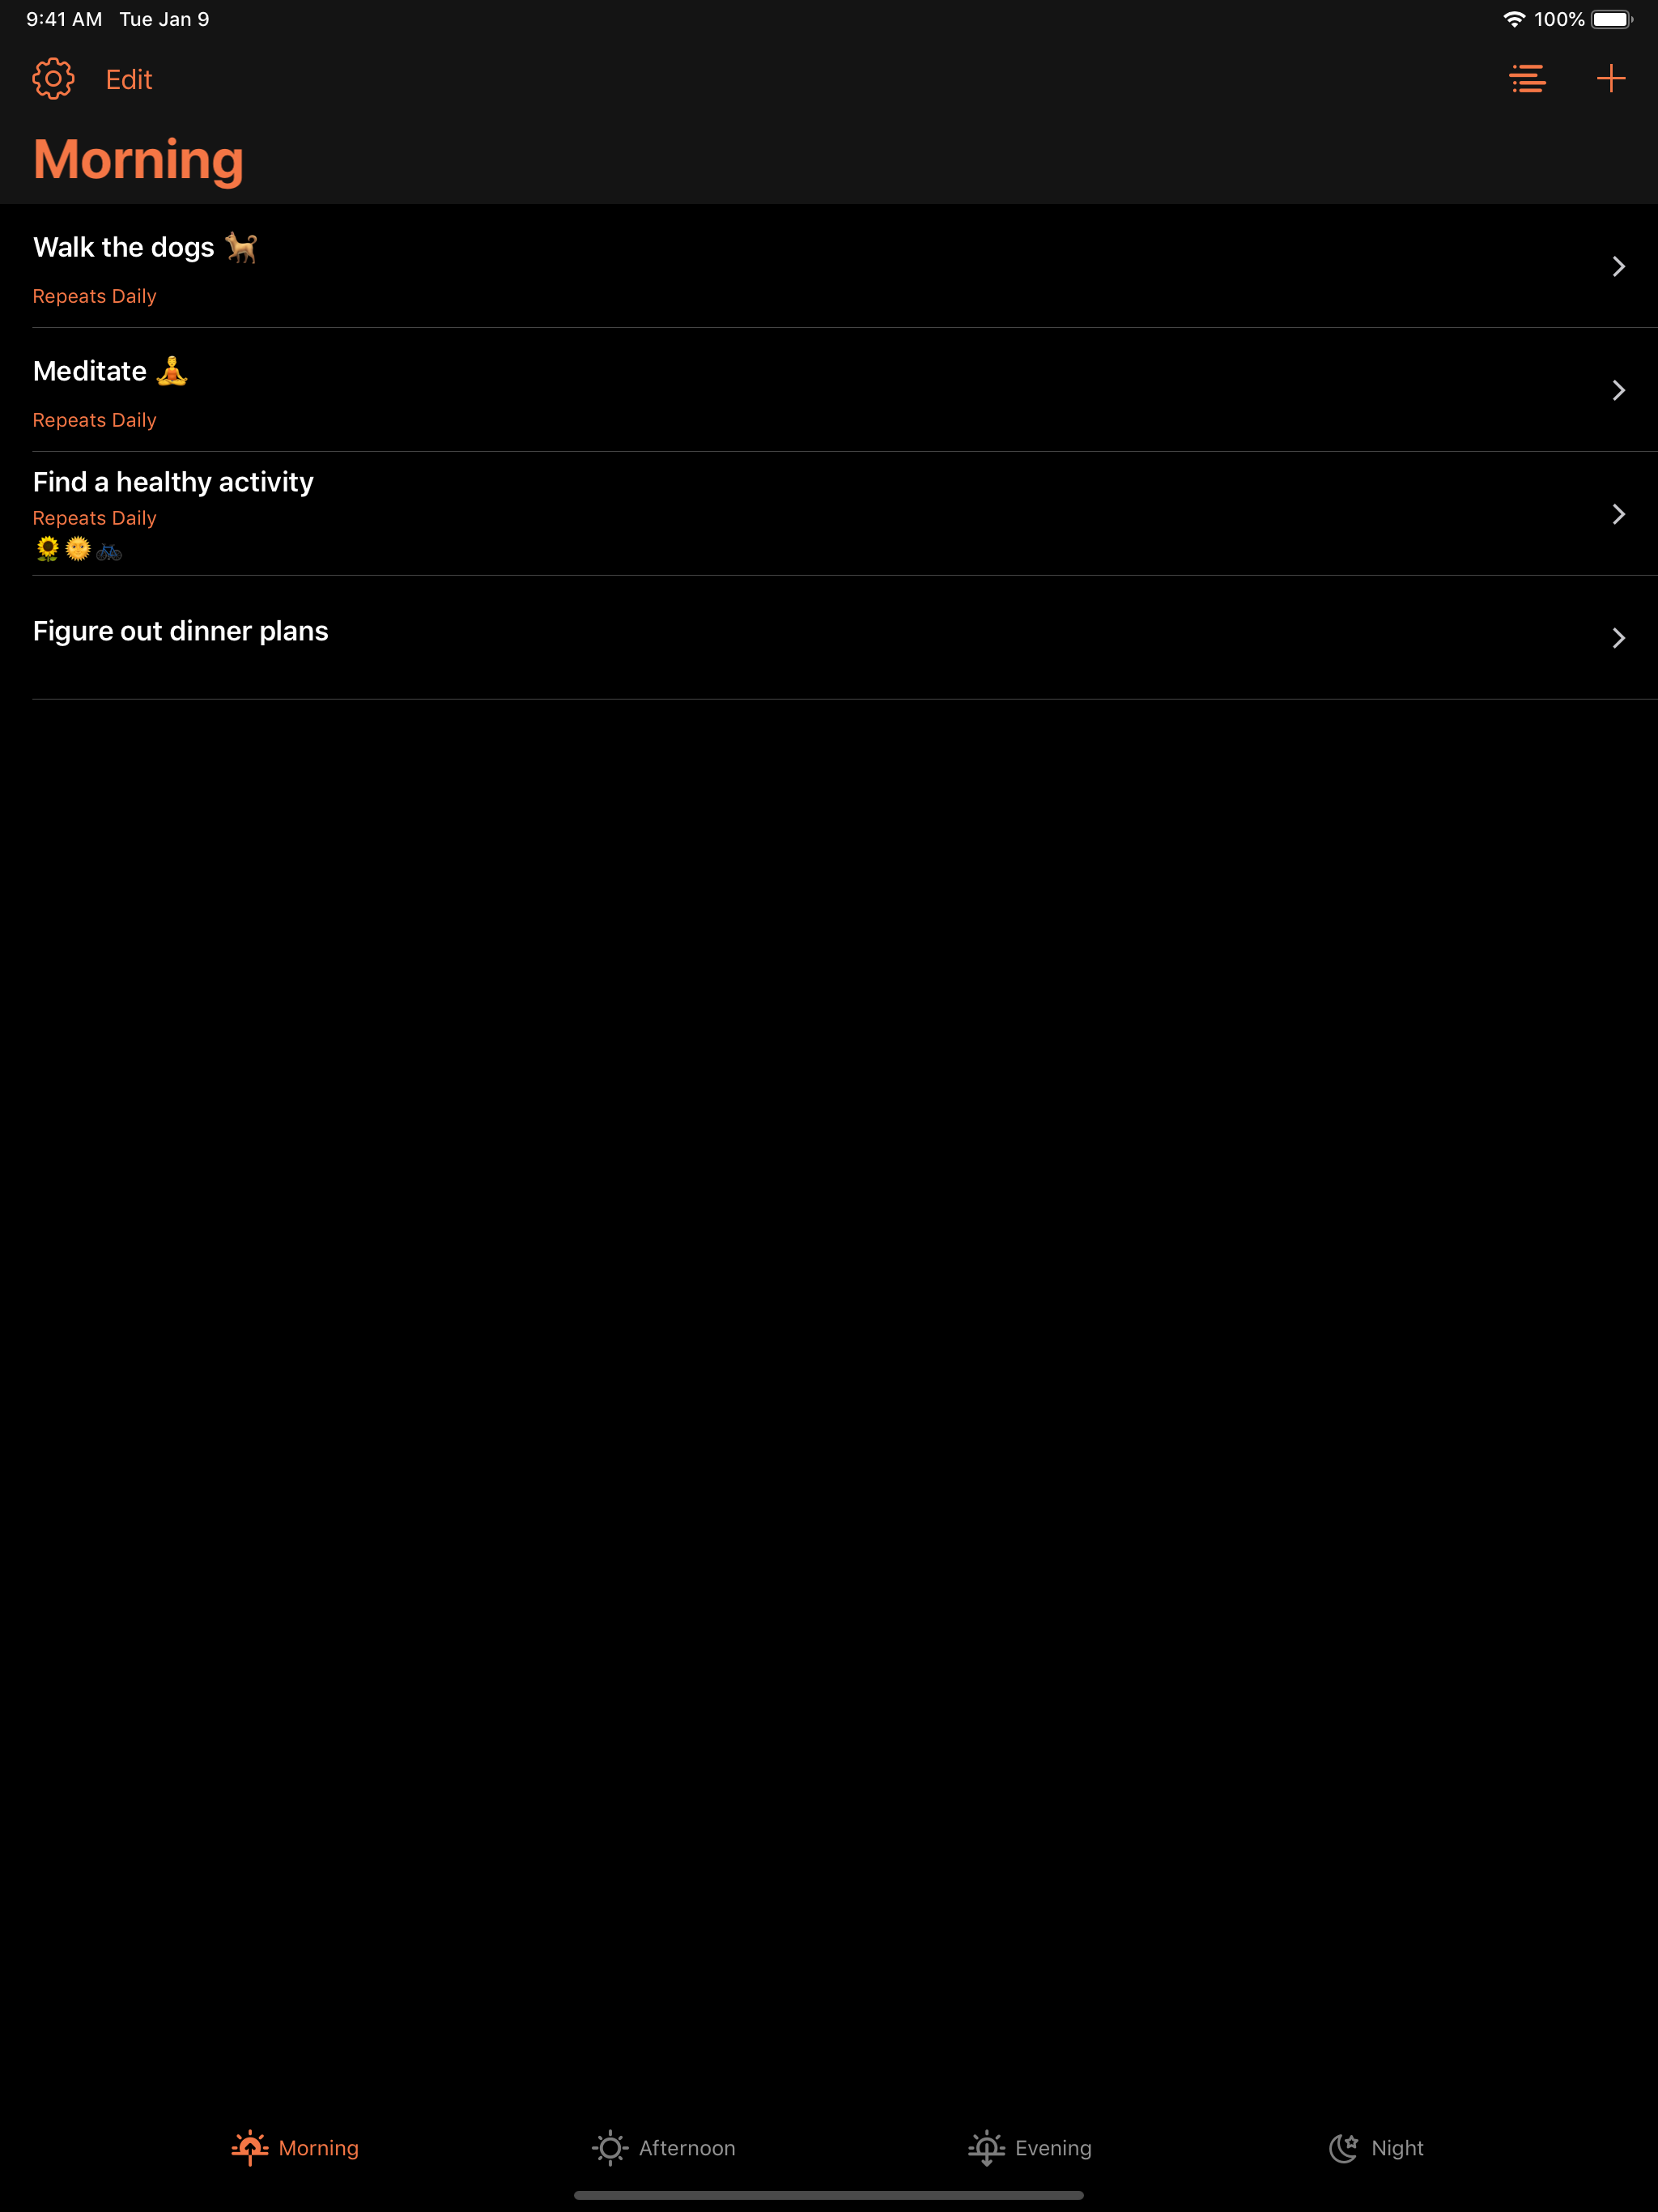 9:41 AM Tue Jan 9 100%
Edit
Morning
Walk the dogs 🐕
Repeats Daily
Meditate 🧘
Repeats Daily
Find a healthy activity
Repeats Daily
🌻🌞🚲
Figure out dinner plans
Morning Afternoon Evening Night